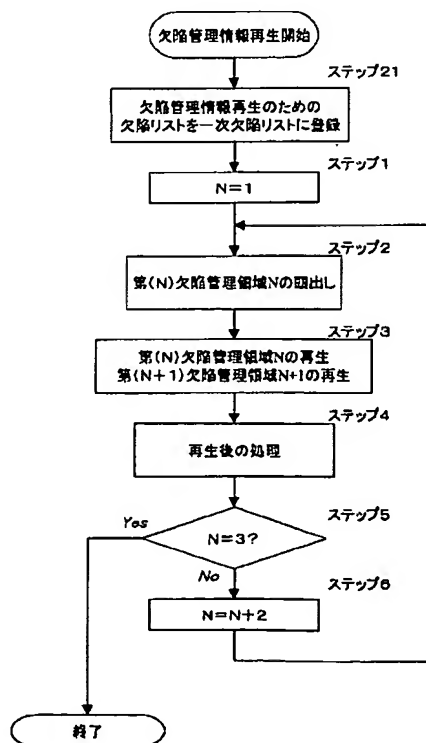 欠陥管理情報再生開始
ステップ21
欠陥管理情報再生のための
欠陥リストを一次欠陥リストに登録
ステップ1
N=1
ステップ2
第(N)欠陥管理領域Nの頭出し
ステップ3
第(N)欠陥管理領域Nの再生
第(N+1)欠陥管理領域N+1の再生
ステップ4
再生後の処理
ステップ5
Yes
N=3?
No
ステップ6
N=N+2
終了